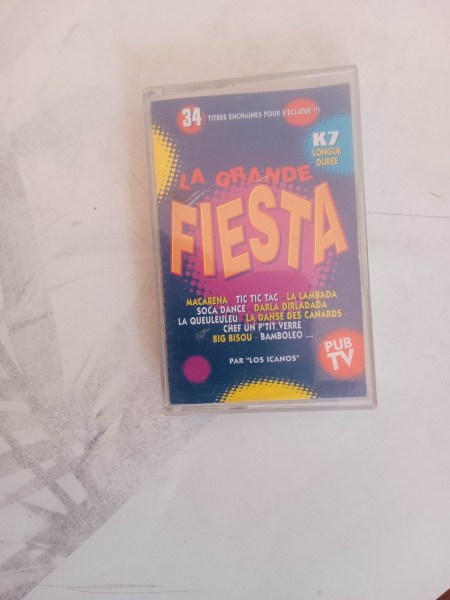 34 TITRES ENCHAINES POUR S'ECLATER !!!
K7
LONGUE
DUREE
LA GRANDE
FIESTA
MACARENA TIC TIC TAC LA LAMBADA
SOCA DANCE DARLA DIRLADADA
LA QUEULEULEU - LA DANSE DES CANARDS
CHEF UN P'TIT VERRE
BIG BISOU - BAMBOLEO ...
PUB
TV
PAR "LOS ICANOS"